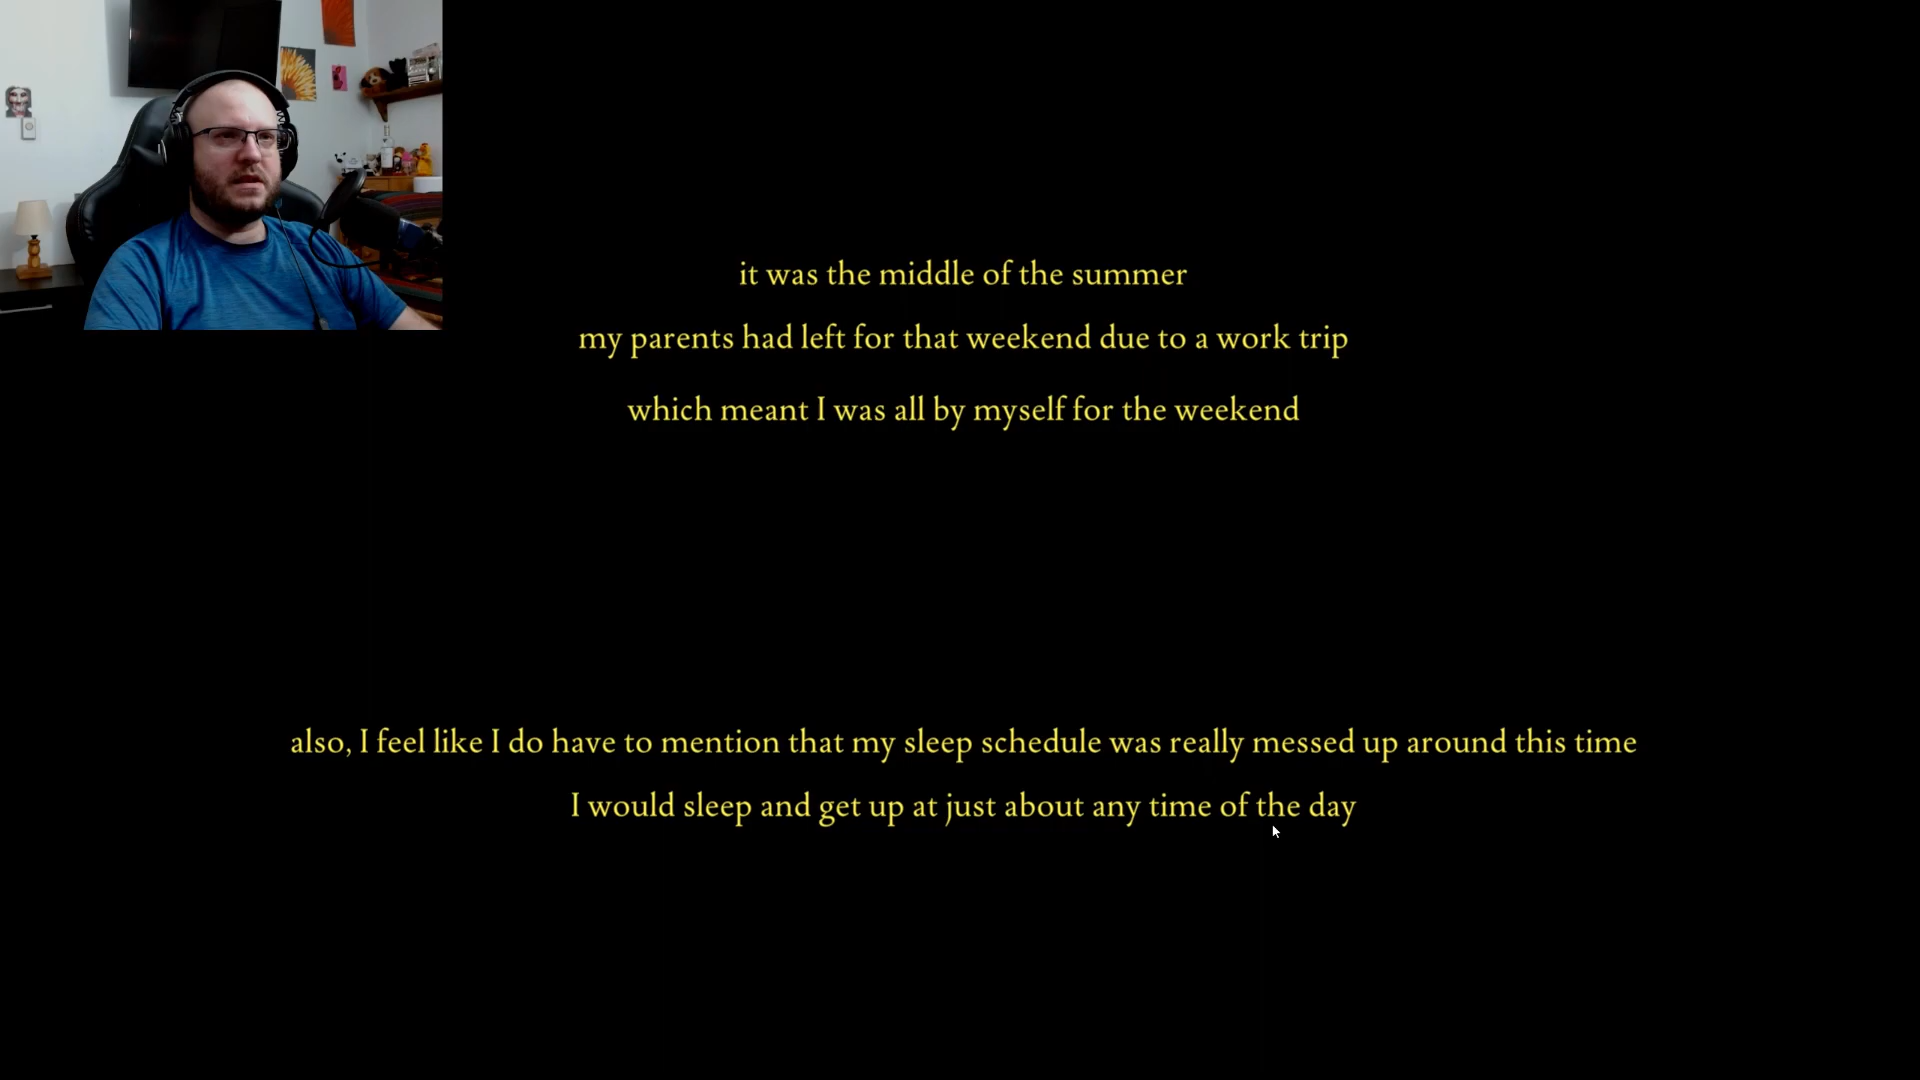 it was the middle of the summer
my parents had left for that weekend due to a work trip
which meant I was all by myself for the weekend
also, I feel like I do have to mention that my sleep schedule was really messed up around this time
I would sleep and get up at just about any time of the day